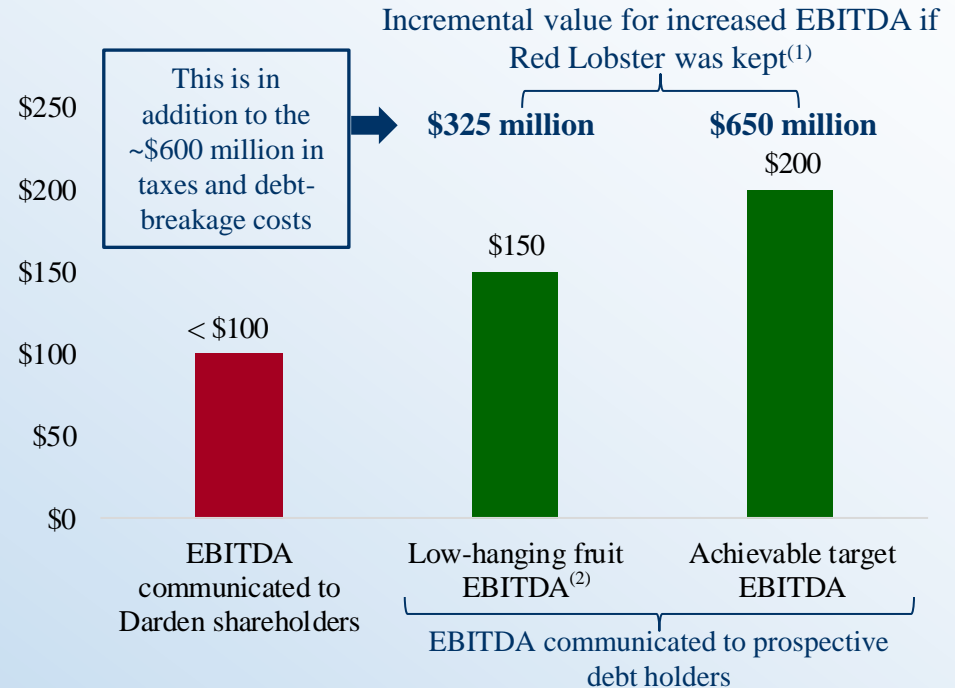 Incremental value for increased EBITDA if
Red Lobster was kept(1)
This is in
addition to the
~$600 million in
taxes and debt-
breakage costs
$325 million
$650 million
$250
$200
$150
$100
$50
$0
< $100
$150
$200
EBITDA
communicated to
Darden shareholders
Low-hanging fruit
EBITDA(2)
Achievable target
EBITDA
EBITDA communicated to prospective
debt holders